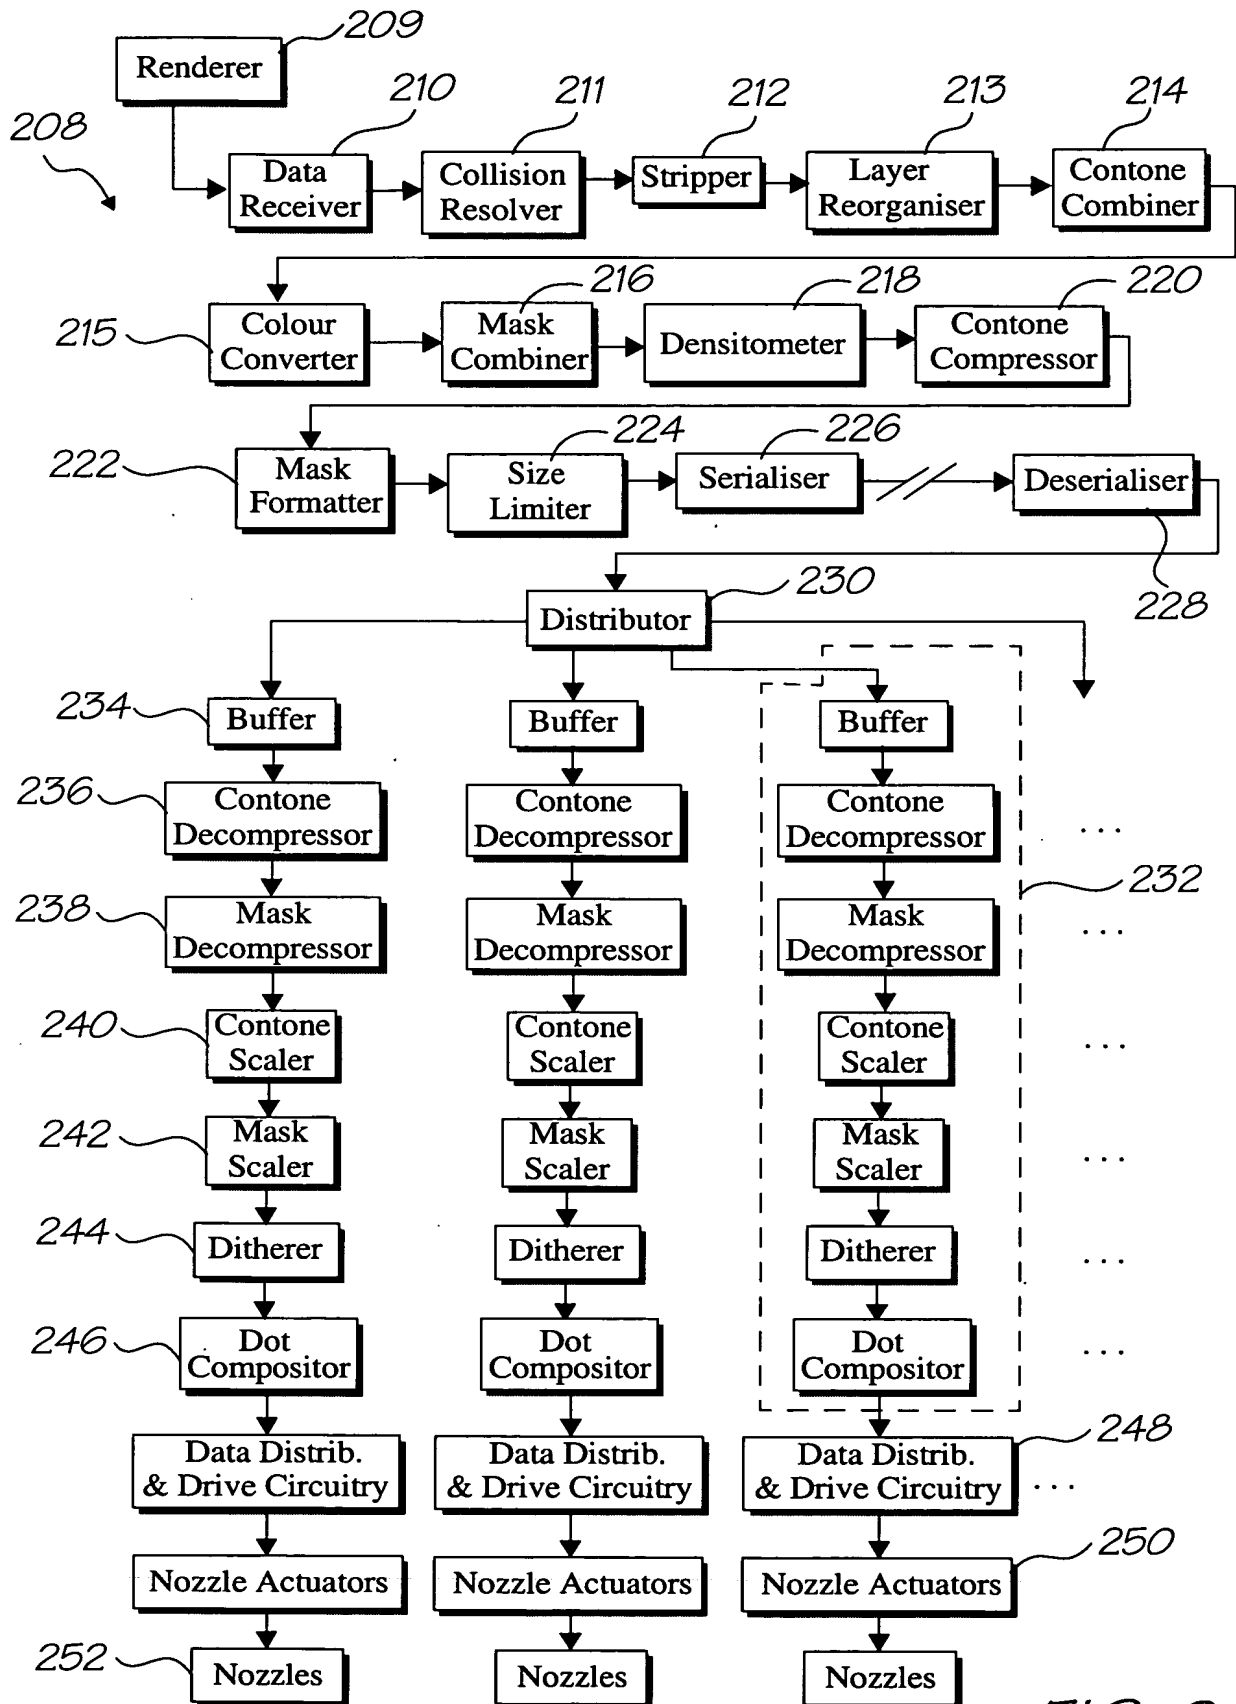 209
Renderer
208
210
211
212
213
214
Data
Receiver
Collision
Resolver
Stripper
Layer
Reorganiser
Contone
Combiner
215
Colour
Converter
216
Mask
Combiner
218
Densitometer
220
Contone
Compressor
222
Mask
Formatter
224
Size
Limiter
226
Serialiser
Deserialiser
228
230
Distributor
234
Buffer
Buffer
Buffer
236
Contone
Decompressor
Contone
Decompressor
Contone
Decompressor
...
232
238
Mask
Decompressor
Mask
Decompressor
Mask
Decompressor
...
240
Contone
Scaler
Contone
Scaler
Contone
Scaler
...
242
Mask
Scaler
Mask
Scaler
Mask
Scaler
...
244
Ditherer
Ditherer
Ditherer
...
246
Dot
Compositor
Dot
Compositor
Dot
Compositor
...
Data Distrib.
& Drive Circuitry
Data Distrib.
& Drive Circuitry
Data Distrib.
& Drive Circuitry
248
...
Nozzle Actuators
Nozzle Actuators
Nozzle Actuators
250
252
Nozzles
Nozzles
Nozzles